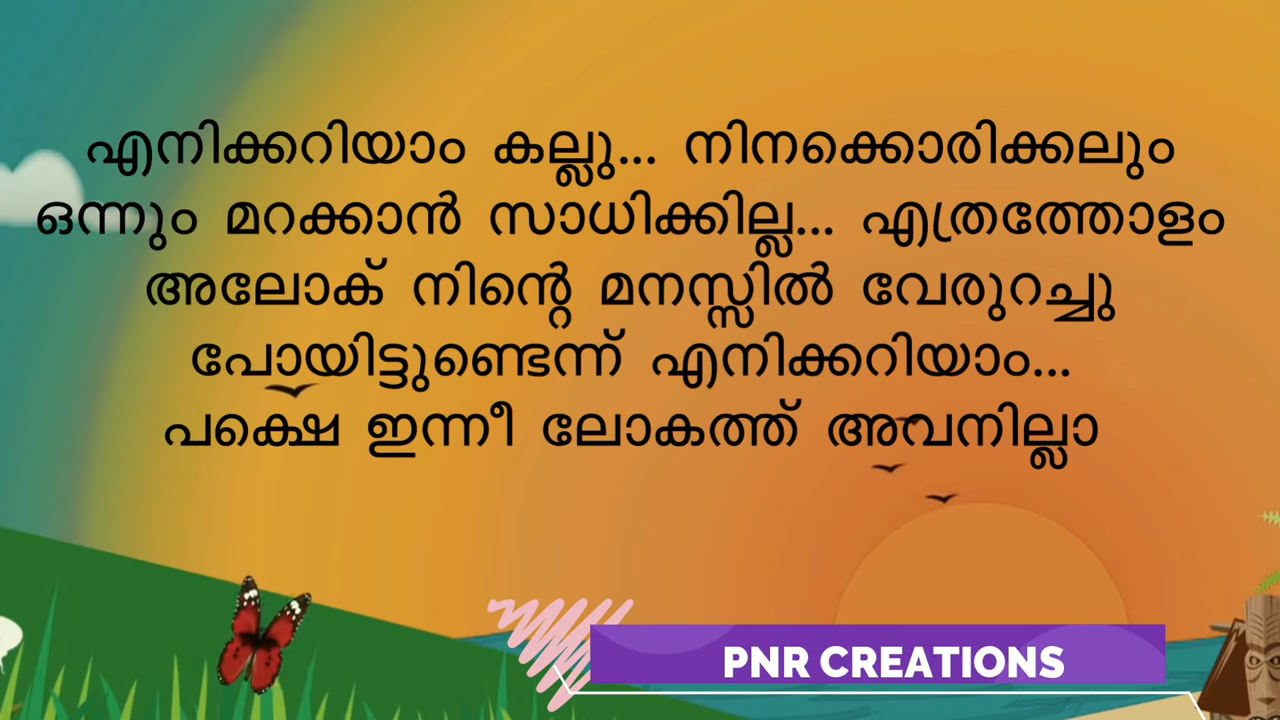 എനിക്കറിയാം കല്ലു... നിനക്കൊരിക്കലും
ഒന്നും മറക്കാൻ സാധിക്കില്ല... എത്രത്തോളം
അലോക് നിന്റെ മനസ്സിൽ വേരുറച്ചു
പോയിട്ടുണ്ടെന്ന് എനിക്കറിയാം...
പക്ഷെ ഇന്നീ ലോകത്ത് അവനില്ലാ
PNR CREATIONS